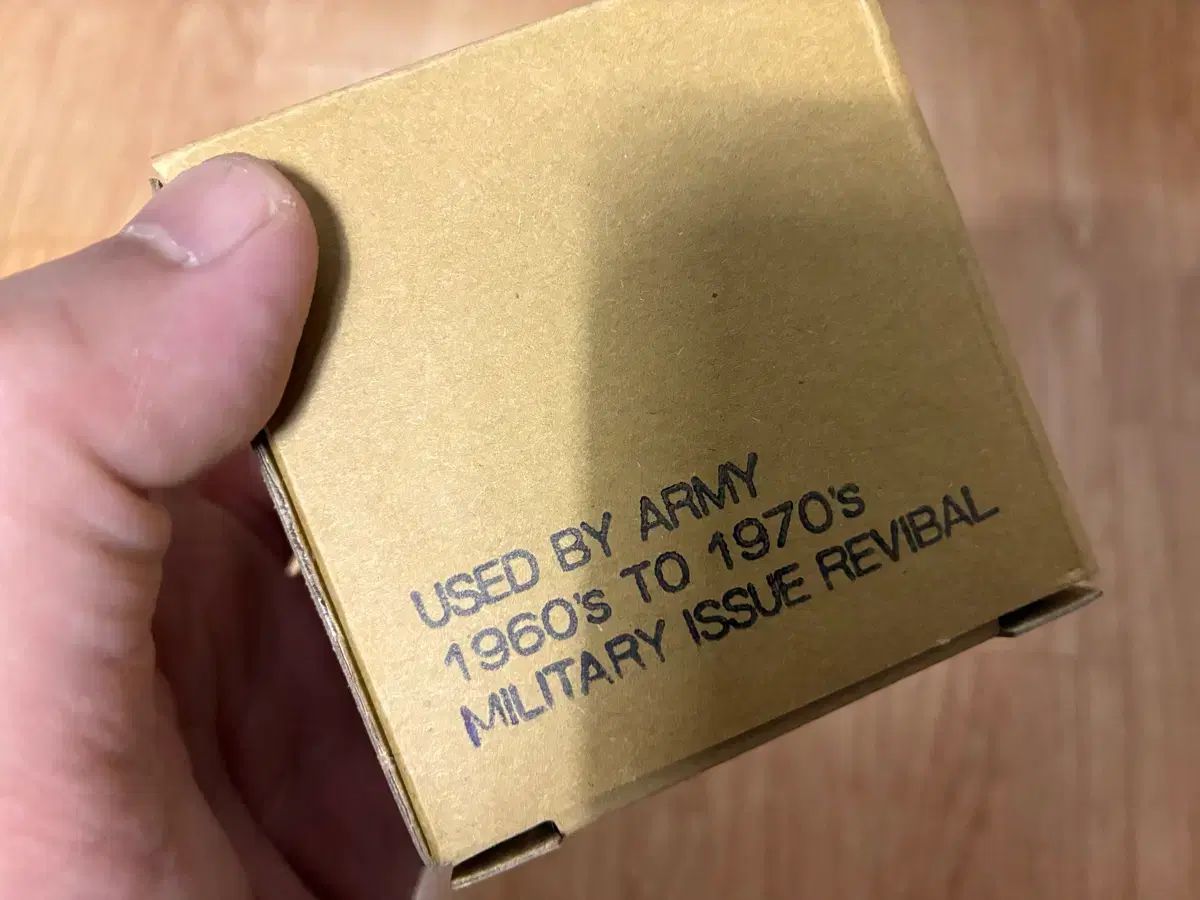 USED BY ARMY
1960'S TO 1970'S
MILITARY ISSUE REVIBAL